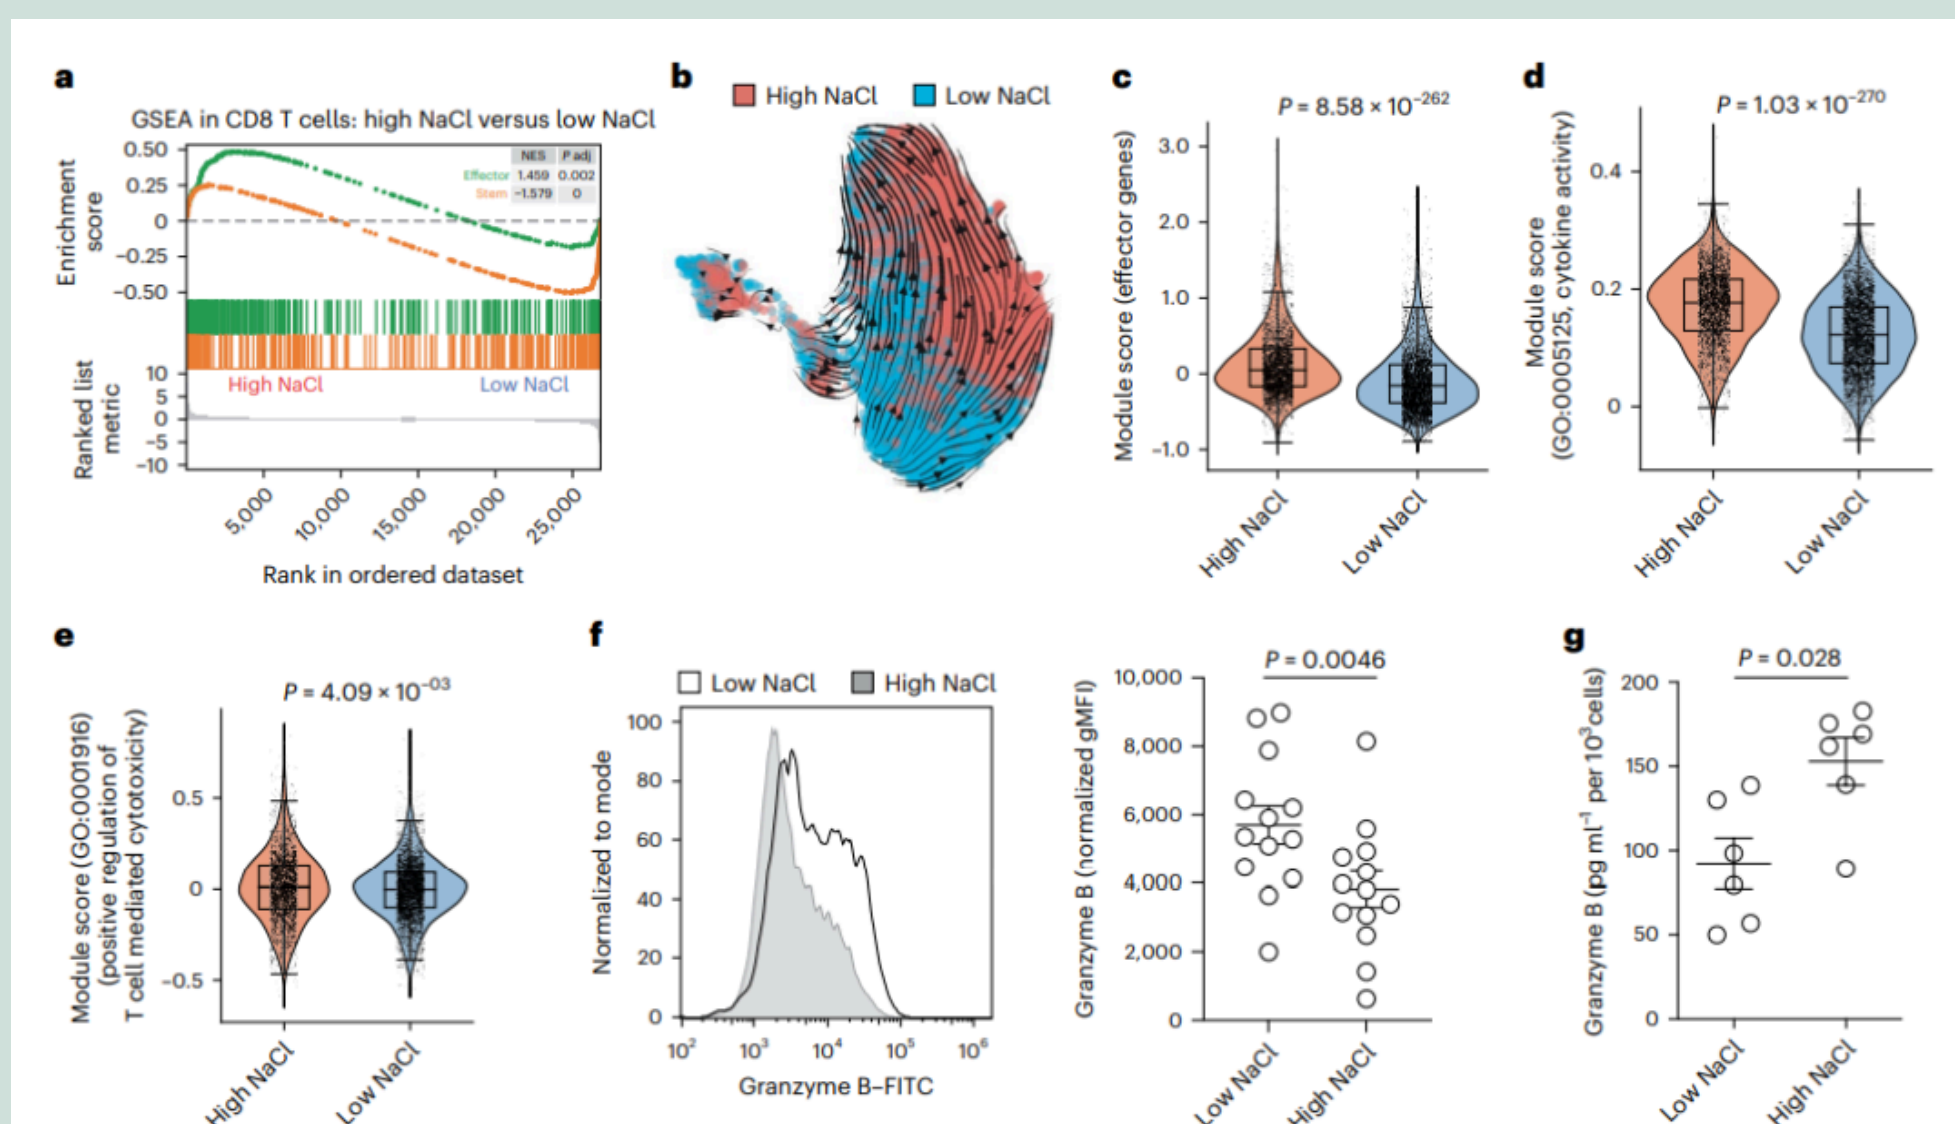 a
GSEA in CD8 T cells: high NaCl versus low NaCl
Enrichment
score
0.50
0.25
0
−0.25
−0.50
NES P adj
Effector 1.459 0.002
Stem −1.579 0
Ranked list
metric
10
5
0
−5
−10
High NaCl Low NaCl
5,000 10,000 15,000 20,000 25,000
Rank in ordered dataset
b
High NaCl Low NaCl
c
P = 8.58 × 10⁻²⁶²
Module score (effector genes)
3.0
2.0
1.0
0
−1.0
High NaCl Low NaCl
d
P = 1.03 × 10⁻²⁷⁰
Module score
(GO:0005125, cytokine activity)
0.4
0.2
0
High NaCl Low NaCl
e
P = 4.09 × 10⁻⁰³
Module score (GO:0001916)
(positive regulation of
T cell mediated cytotoxicity)
0.5
0
−0.5
High NaCl Low NaCl
f
Low NaCl High NaCl
Normalized to mode
100
80
60
40
20
0
10² 10³ 10⁴ 10⁵ 10⁶
Granzyme B–FITC
P = 0.0046
Granzyme B (normalized gMFI)
10,000
8,000
6,000
4,000
2,000
0
Low NaCl High NaCl
g
P = 0.028
Granzyme B (pg ml⁻¹ per 10³ cells)
200
150
100
50
0
Low NaCl High NaCl